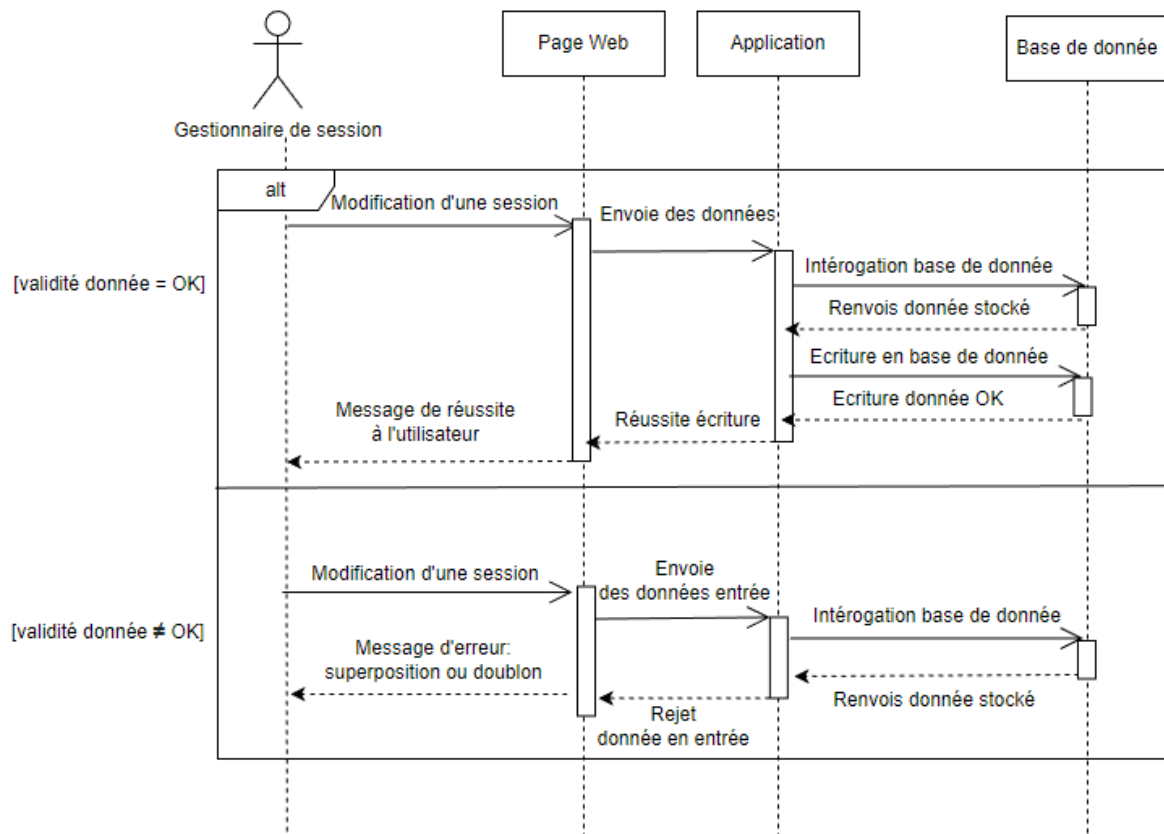 Page Web
Application
Base de donnée
Gestionnaire de session
alt
Modification d'une session
Envoie des données
[validité donnée = OK]
Intérogation base de donnée
Renvois donnée stocké
Ecriture en base de donnée
Ecriture donnée OK
Message de réussite
à l'utilisateur
Réussite écriture
Modification d'une session
Envoie
des données entrée
[validité donnée ≠ OK]
Intérogation base de donnée
Message d'erreur:
superposition ou doublon
Renvois donnée stocké
Rejet
donnée en entrée